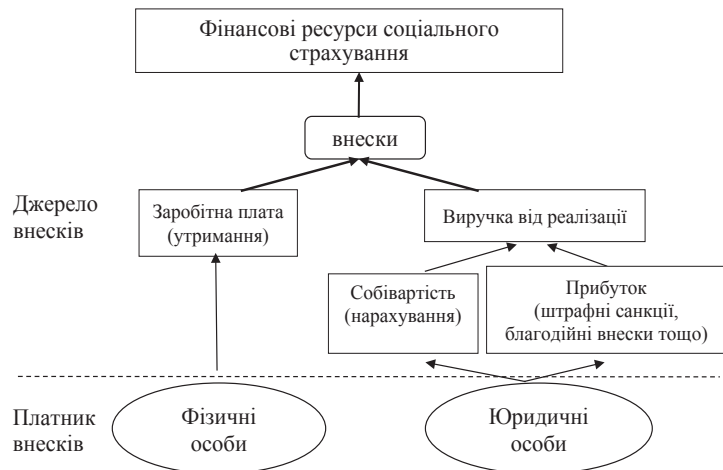 Фінансові ресурси соціального
страхування
внески
Джерело
внесків
Заробітна плата
(утримання)
Виручка від реалізації
Собівартість
(нарахування)
Прибуток
(штрафні санкції,
благодійні внески тощо)
Платник
внесків
Фізичні
особи
Юридичні
особи